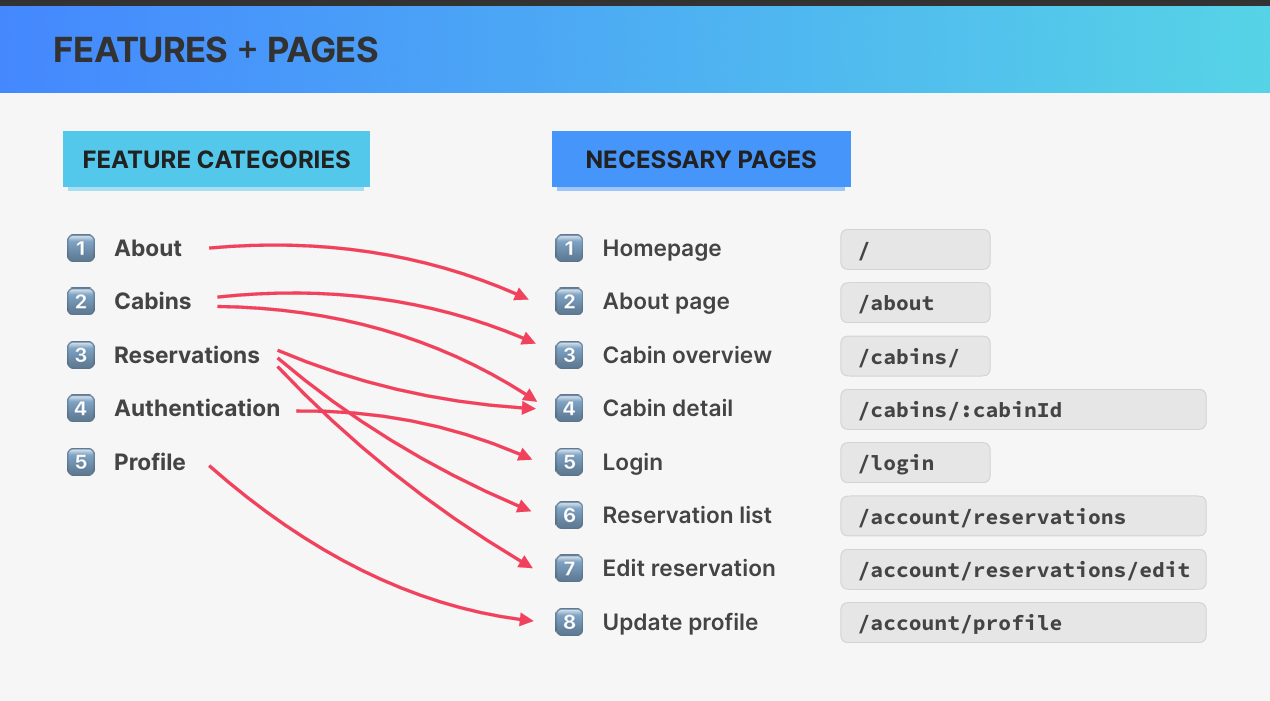 FEATURES + PAGES
FEATURE CATEGORIES
1 About
2 Cabins
3 Reservations
4 Authentication
5 Profile
NECESSARY PAGES
1 Homepage /
2 About page /about
3 Cabin overview /cabins/
4 Cabin detail /cabins/:cabinId
5 Login /login
6 Reservation list /account/reservations
7 Edit reservation /account/reservations/edit
8 Update profile /account/profile